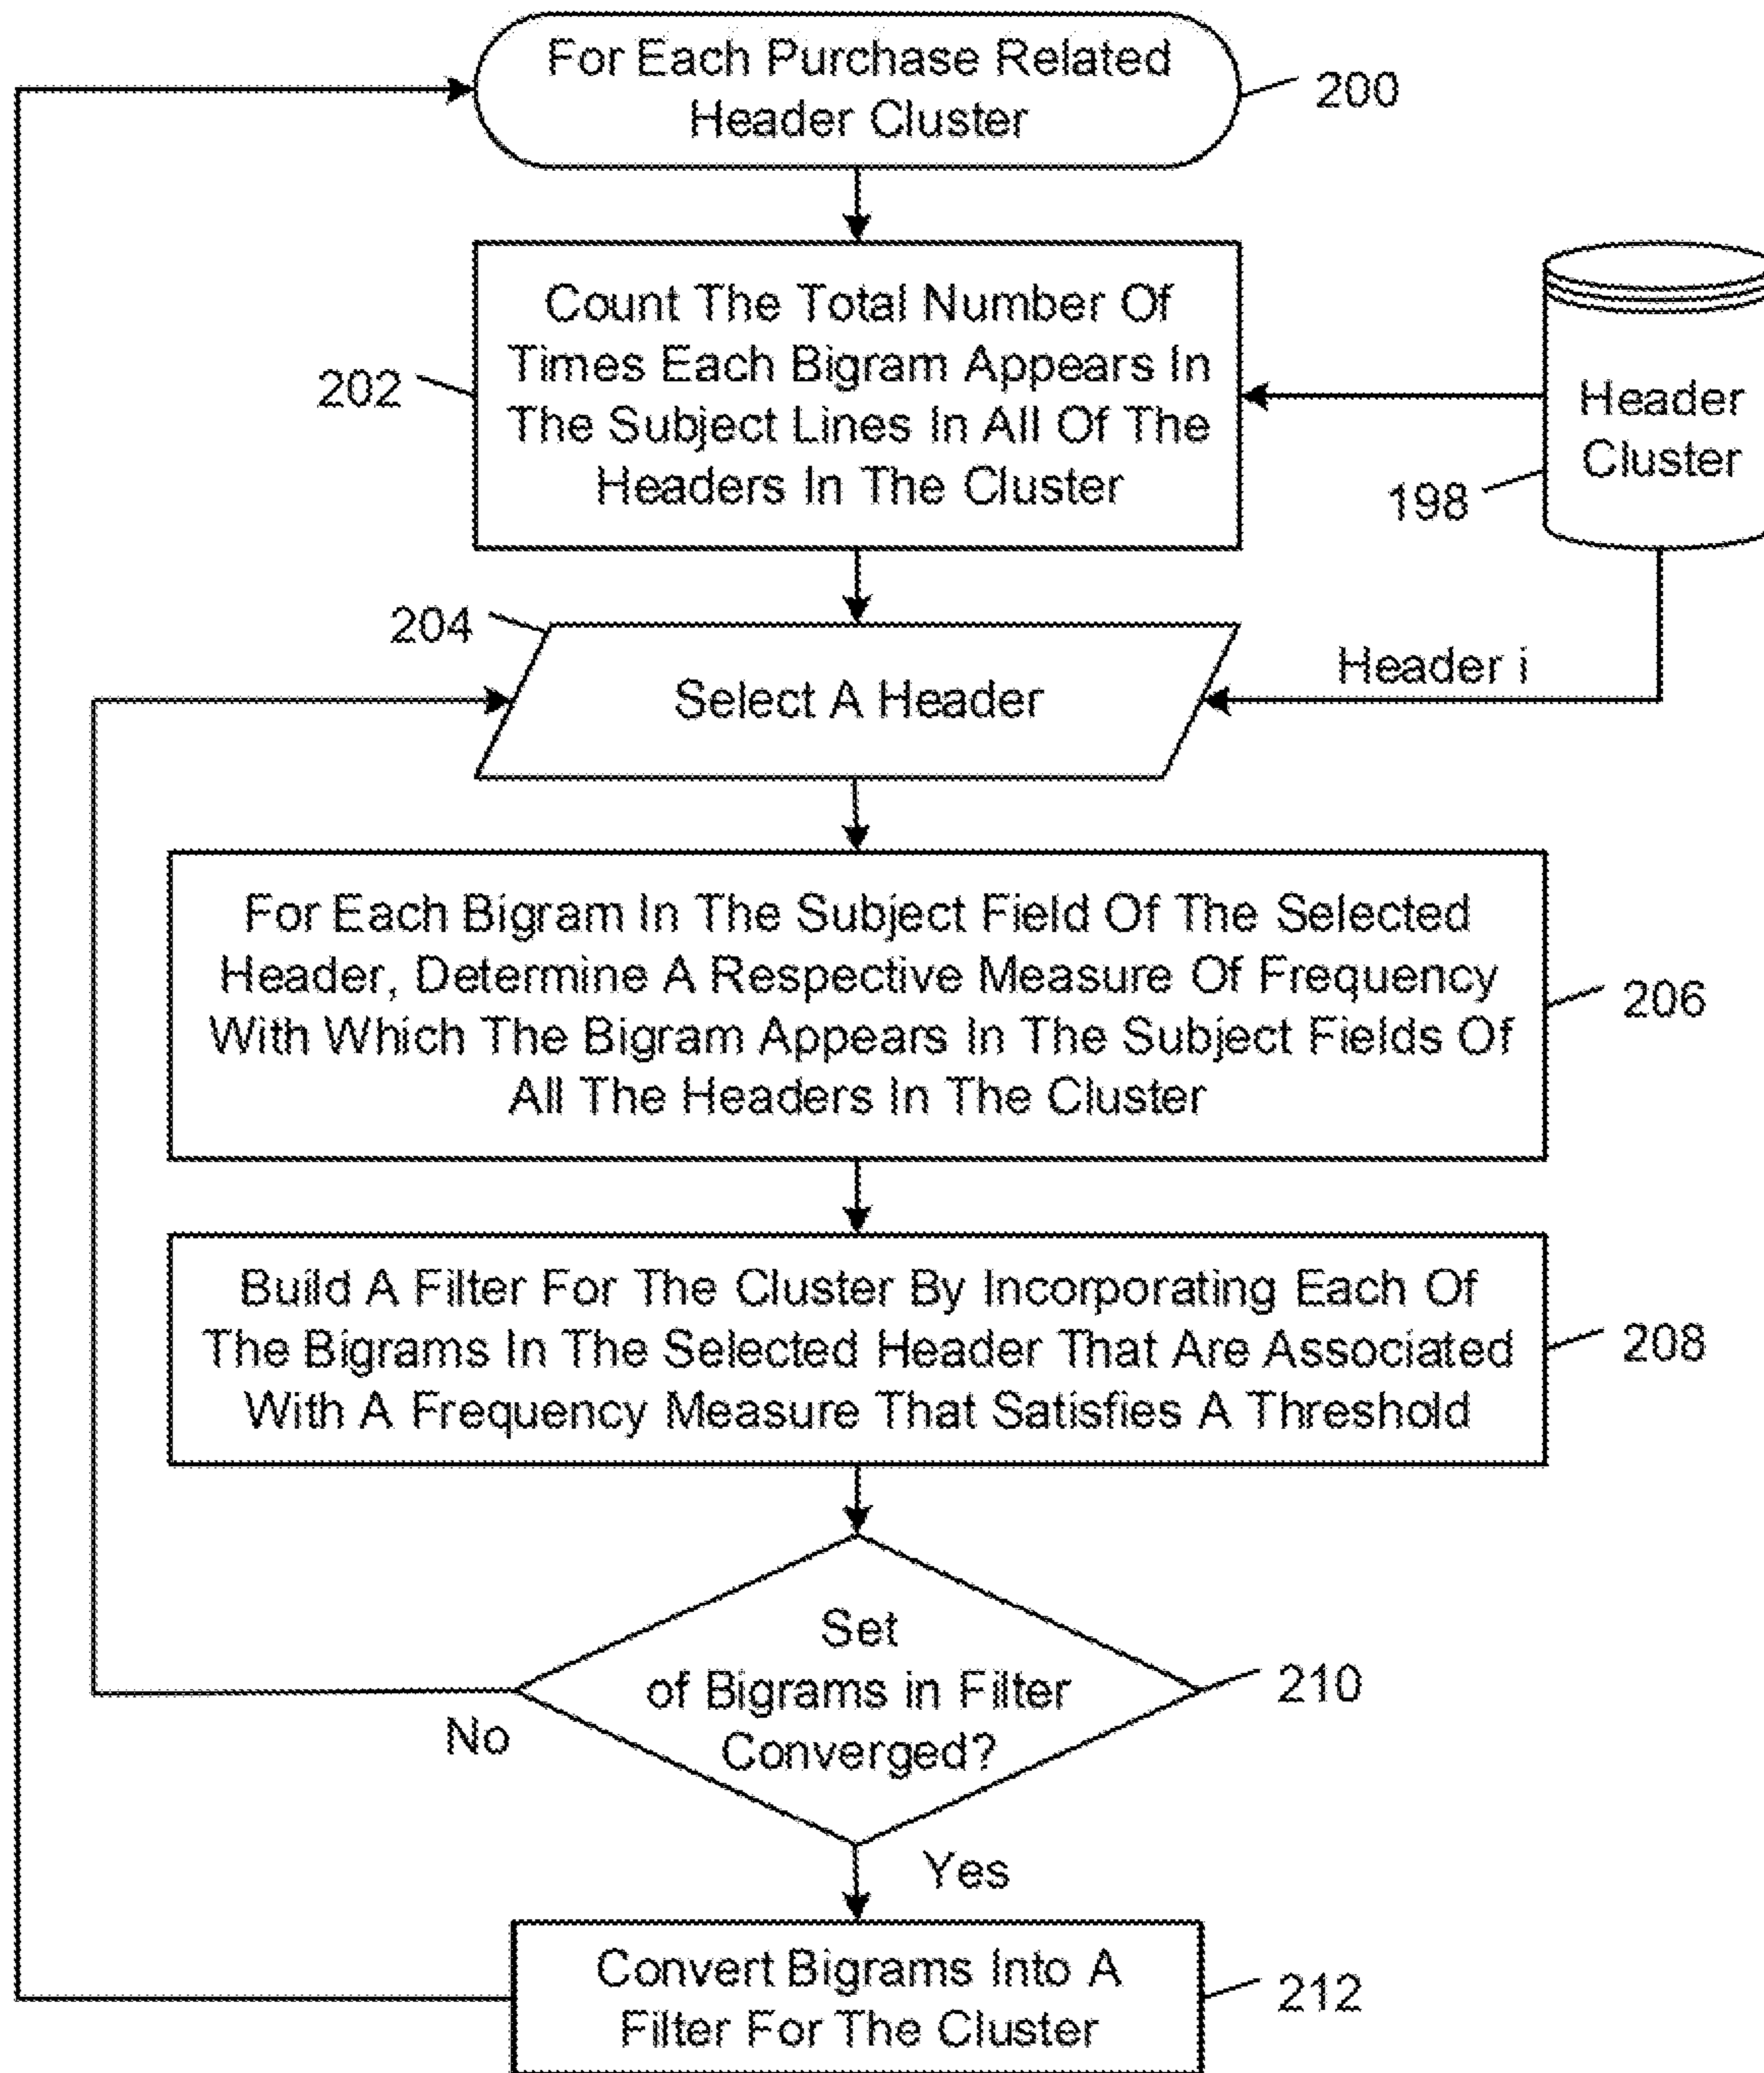 For Each Purchase Related
Header Cluster
200
Count The Total Number Of
Times Each Bigram Appears In
The Subject Lines In All Of The
Headers In The Cluster
202
Header
Cluster
198
204
Select A Header
Header i
For Each Bigram In The Subject Field Of The Selected
Header, Determine A Respective Measure Of Frequency
With Which The Bigram Appears In The Subject Fields Of
All The Headers In The Cluster
206
Build A Filter For The Cluster By Incorporating Each Of
The Bigrams In The Selected Header That Are Associated
With A Frequency Measure That Satisfies A Threshold
208
Set
of Bigrams in Filter
Converged?
210
No
Yes
Convert Bigrams Into A
Filter For The Cluster
212